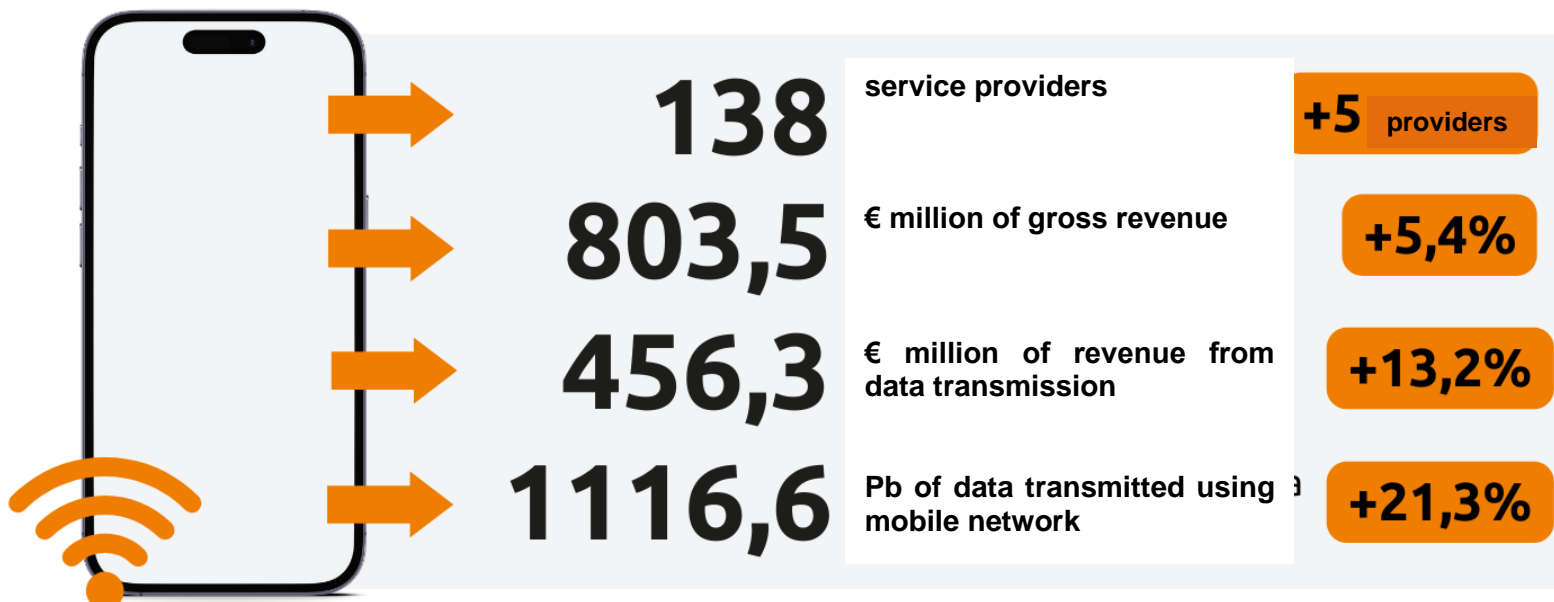 138 service providers +5 providers
803,5 € million of gross revenue +5,4%
456,3 € million of revenue from
data transmission +13,2%
1116,6 Pb of data transmitted using
mobile network +21,3%